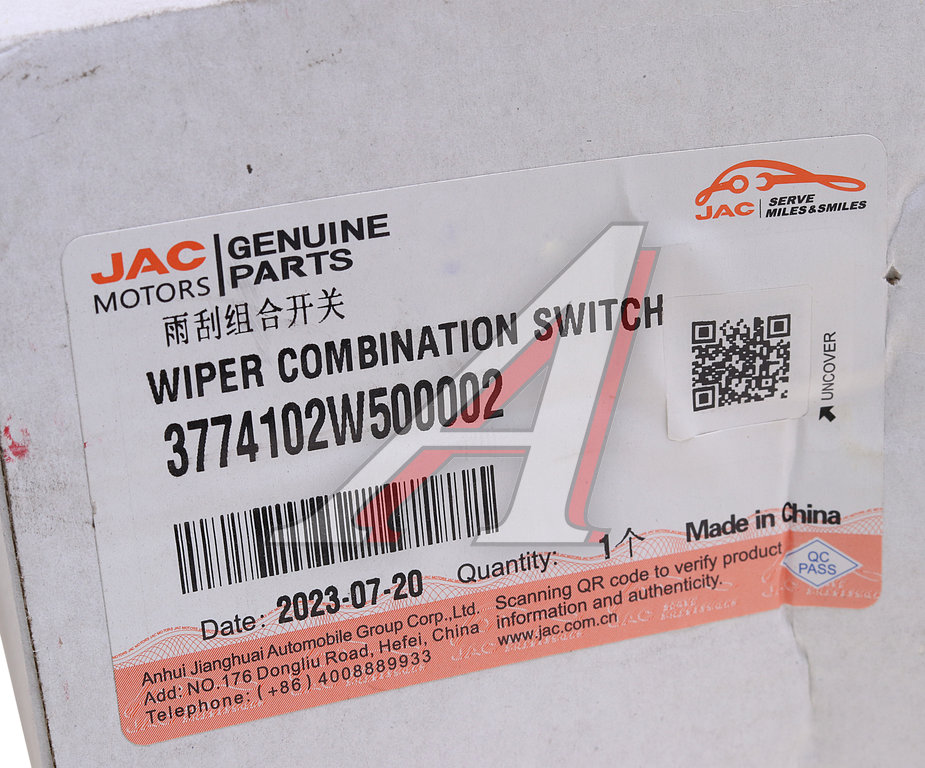 JAC
MOTORS
GENUINE
PARTS
JAC
SERVE
MILES&SMILES
雨刮组合开关
WIPER COMBINATION SWITCH
3774102W500002
UNCOVER
Date: 2023-07-20
Quantity: 1个
Made in China
QC
PASS
Anhui Jianghuai Automobile Group Corp.,Ltd.
Add: NO.176 Dongliu Road, Hefei, China
Telephone: (+86) 4008889933
Scanning QR code to verify product
information and authenticity.
www.jac.com.cn